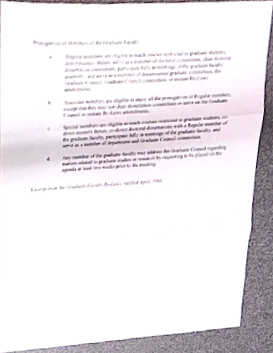 Prerogatives of Members of the Graduate Faculty
a. Regular members are eligible to teach courses restricted to graduate students,
direct master's theses, serve as a member of doctoral committees, chair doctoral
dissertation committees, participate fully in meetings of the graduate faculty
and serve as a member of departmental graduate committees, the
Graduate Council, Graduate Council committees, or initiate By-Laws
amendments.
b. Associate members are eligible to enjoy all the prerogatives of Regular members,
except that they may not chair dissertation committees or serve on the Graduate
Council or initiate By-Laws amendments.
c. Special members are eligible to teach courses restricted to graduate students, co-
direct master's theses, co-direct doctoral dissertations with a Regular member of
the graduate faculty, participate fully in meetings of the graduate faculty, and
serve as a member of department and Graduate Council committees.
d. Any member of the graduate faculty may address the Graduate Council regarding
matters related to graduate studies or research by requesting to be placed on the
agenda at least two weeks prior to the meeting.
Excerpt from the Graduate Faculty By-Laws, ratified April, 1994